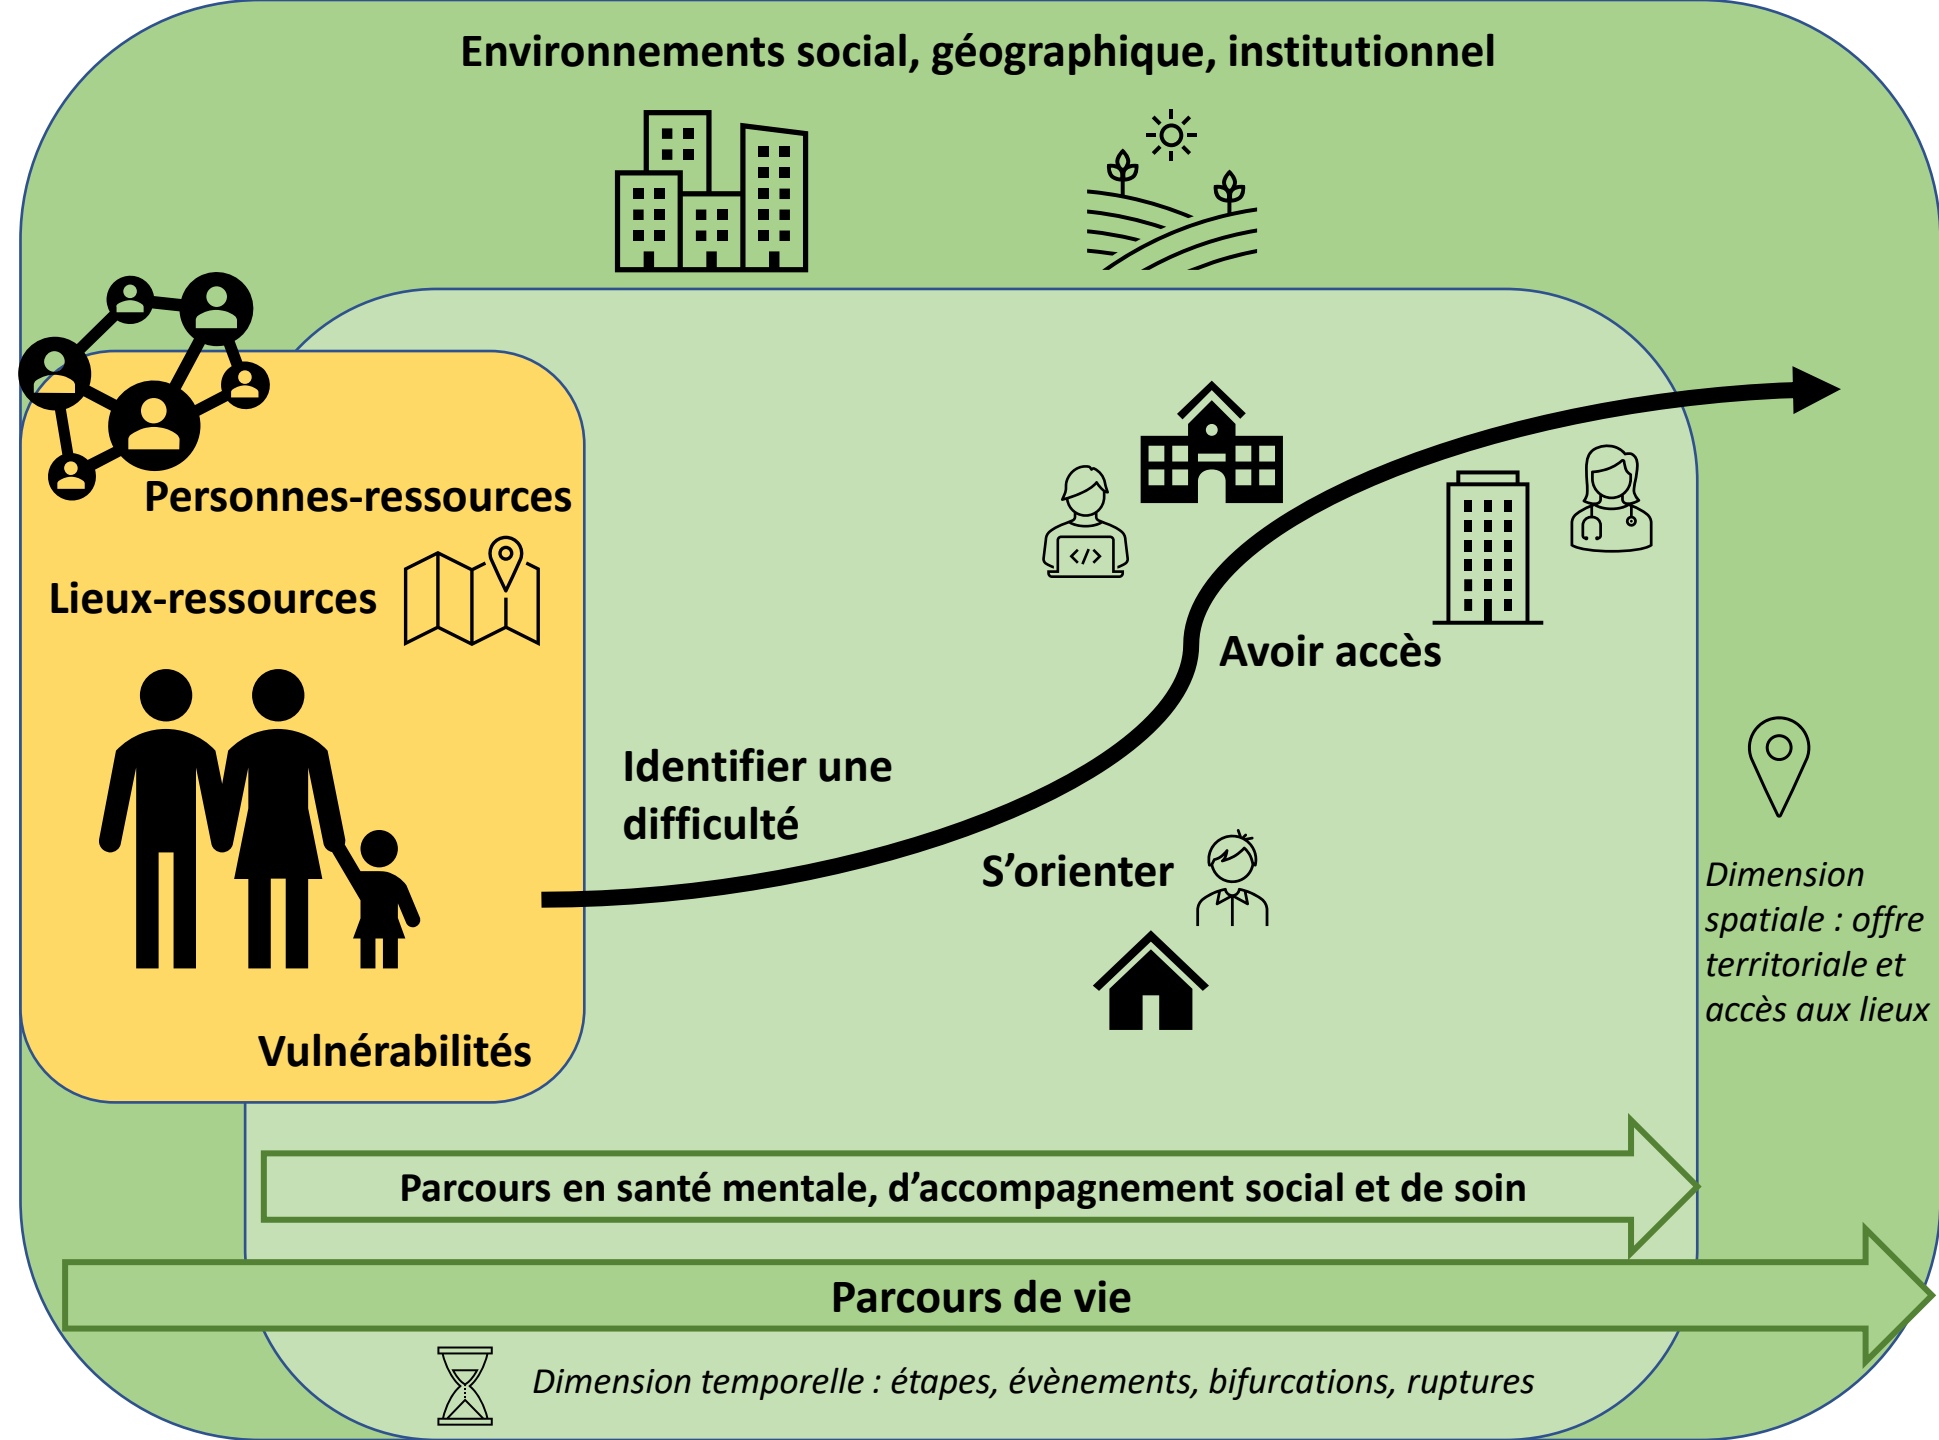 Environnements social, géographique, institutionnel
Personnes-ressources
Lieux-ressources
Vulnérabilités
Identifier une
difficulté
S’orienter
</>
Avoir accès
Dimension
spatiale : offre
territoriale et
accès aux lieux
Parcours en santé mentale, d’accompagnement social et de soin
Parcours de vie
Dimension temporelle : étapes, évènements, bifurcations, ruptures